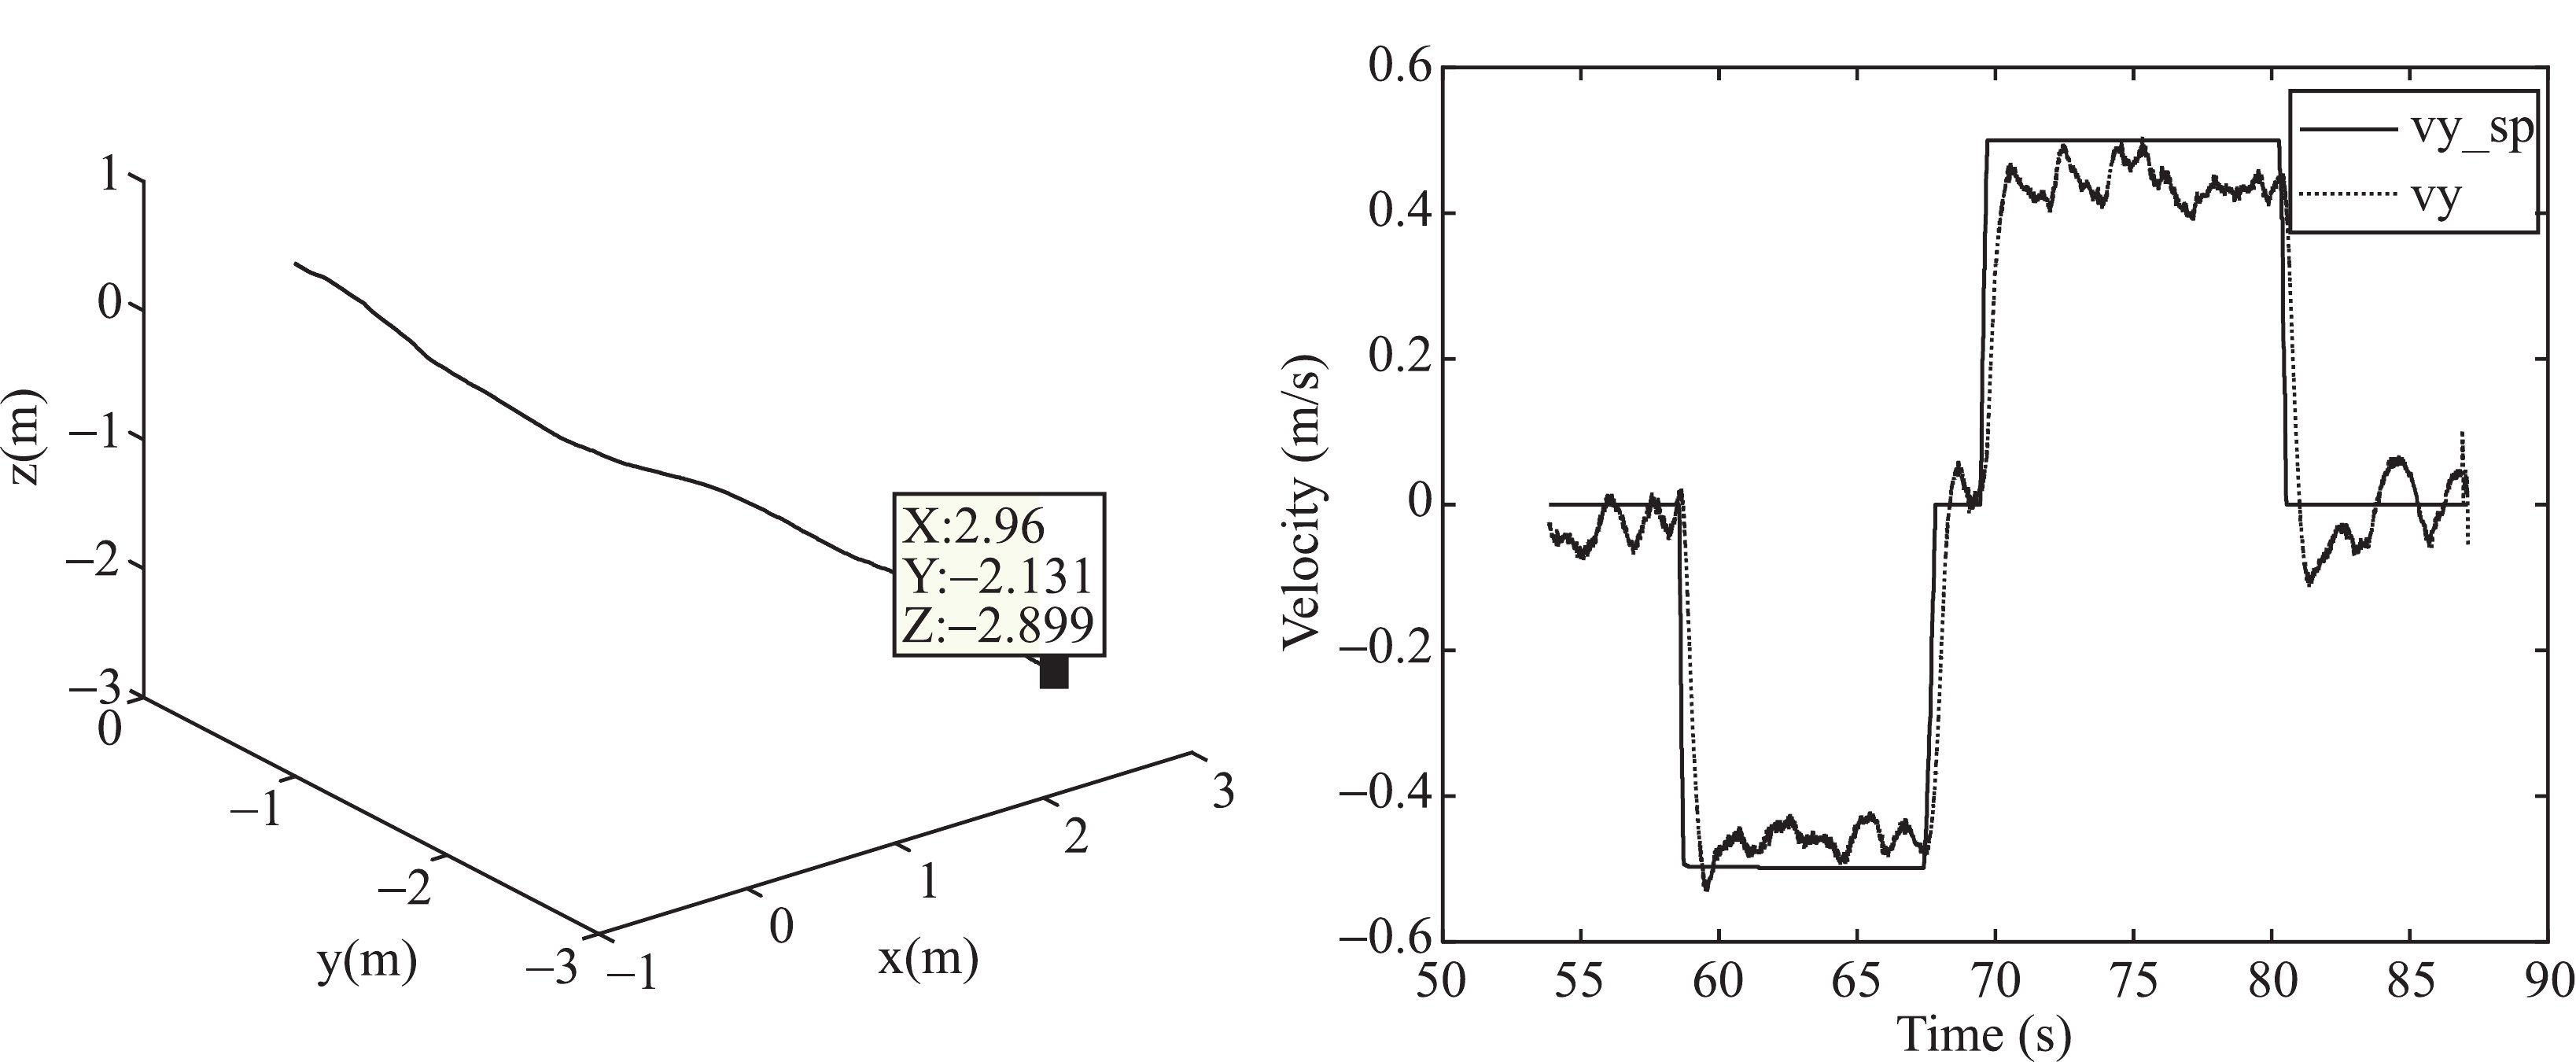 1
0
−1
−2
−3
z(m)
0
−1
−2
−3
y(m)
−1
0
1
2
3
x(m)
X:2.96
Y:−2.131
Z:−2.899
0.6
0.4
0.2
0
−0.2
−0.4
−0.6
Velocity (m/s)
vy_sp
vy
50 55 60 65 70 75 80 85 90
Time (s)